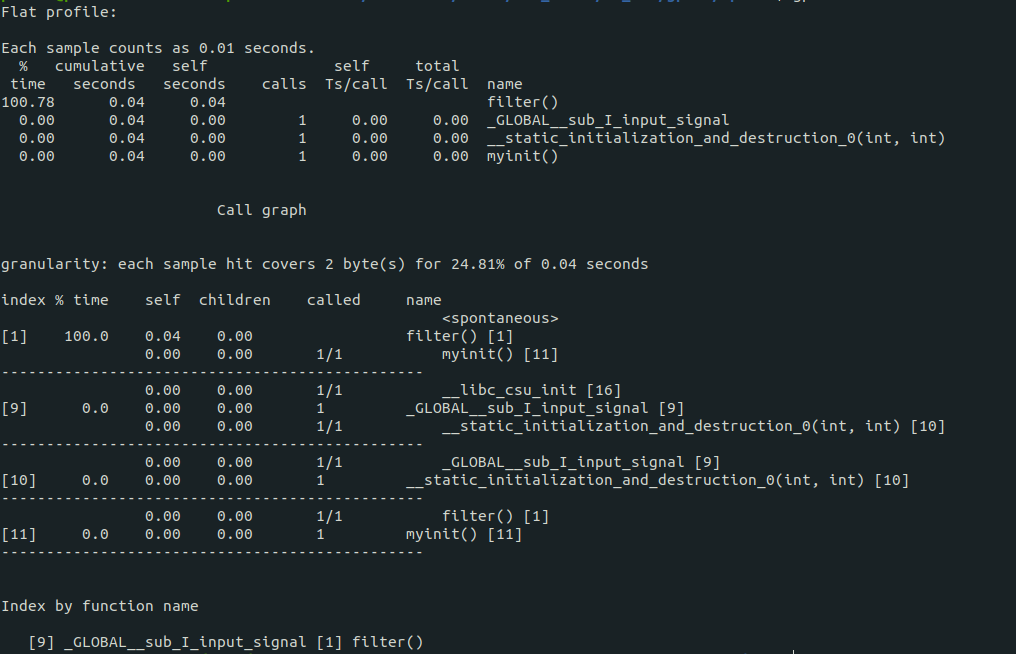 Flat profile:
Each sample counts as 0.01 seconds.
  %   cumulative   self              self     total
 time   seconds   seconds    calls  Ts/call  Ts/call  name
100.78      0.04     0.04                             filter()
  0.00      0.04     0.00        1     0.00     0.00  _GLOBAL__sub_I_input_signal
  0.00      0.04     0.00        1     0.00     0.00  __static_initialization_and_destruction_0(int, int)
  0.00      0.04     0.00        1     0.00     0.00  myinit()
                        Call graph
granularity: each sample hit covers 2 byte(s) for 24.81% of 0.04 seconds
index % time    self  children    called     name
                                                 <spontaneous>
[1]    100.0    0.04    0.00                 filter() [1]
                0.00    0.00       1/1           myinit() [11]
-----------------------------------------------
                0.00    0.00       1/1           __libc_csu_init [16]
[9]      0.0    0.00    0.00       1         _GLOBAL__sub_I_input_signal [9]
                0.00    0.00       1/1           __static_initialization_and_destruction_0(int, int) [10]
-----------------------------------------------
                0.00    0.00       1/1           _GLOBAL__sub_I_input_signal [9]
[10]     0.0    0.00    0.00       1         __static_initialization_and_destruction_0(int, int) [10]
-----------------------------------------------
                0.00    0.00       1/1           filter() [1]
[11]     0.0    0.00    0.00       1         myinit() [11]
-----------------------------------------------
Index by function name
   [9] _GLOBAL__sub_I_input_signal [1] filter()